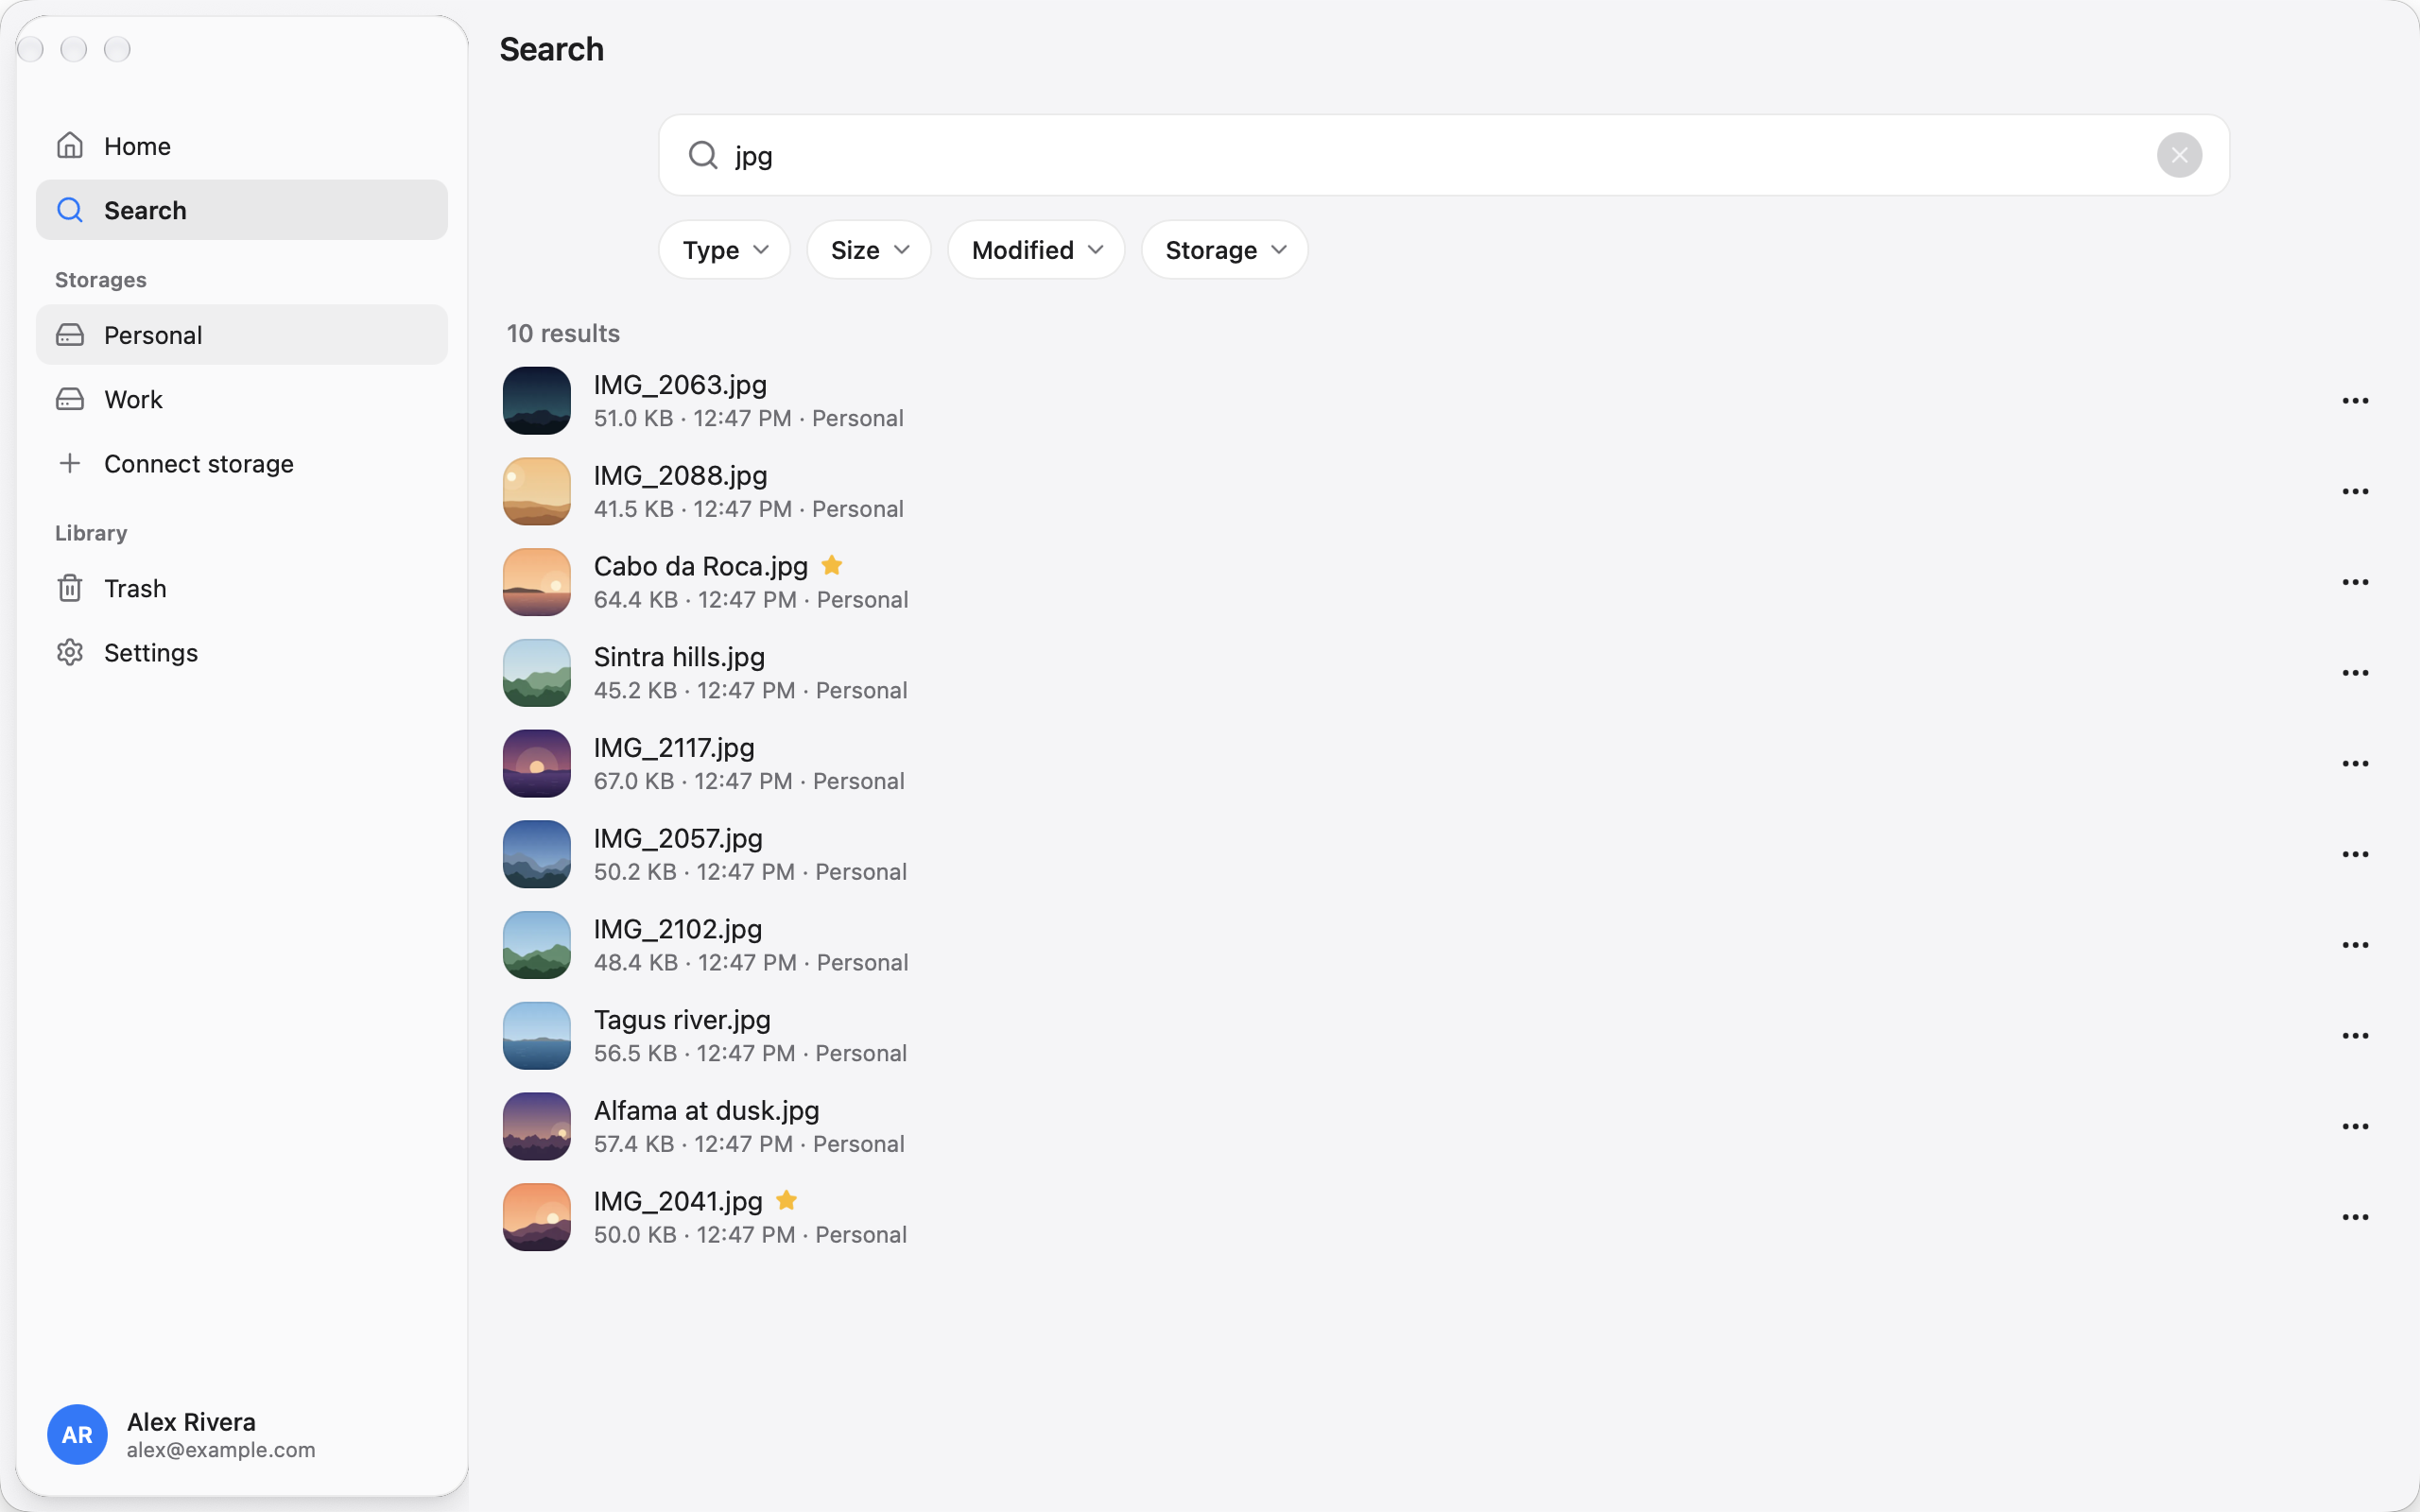 Search
Home
Search
Storages
Personal
Work
Connect storage
Library
Trash
Settings
AR
Alex Rivera
alex@example.com
jpg
Type
Size
Modified
Storage
10 results
IMG_2063.jpg
51.0 KB · 12:47 PM · Personal
IMG_2088.jpg
41.5 KB · 12:47 PM · Personal
Cabo da Roca.jpg
64.4 KB · 12:47 PM · Personal
Sintra hills.jpg
45.2 KB · 12:47 PM · Personal
IMG_2117.jpg
67.0 KB · 12:47 PM · Personal
IMG_2057.jpg
50.2 KB · 12:47 PM · Personal
IMG_2102.jpg
48.4 KB · 12:47 PM · Personal
Tagus river.jpg
56.5 KB · 12:47 PM · Personal
Alfama at dusk.jpg
57.4 KB · 12:47 PM · Personal
IMG_2041.jpg
50.0 KB · 12:47 PM · Personal